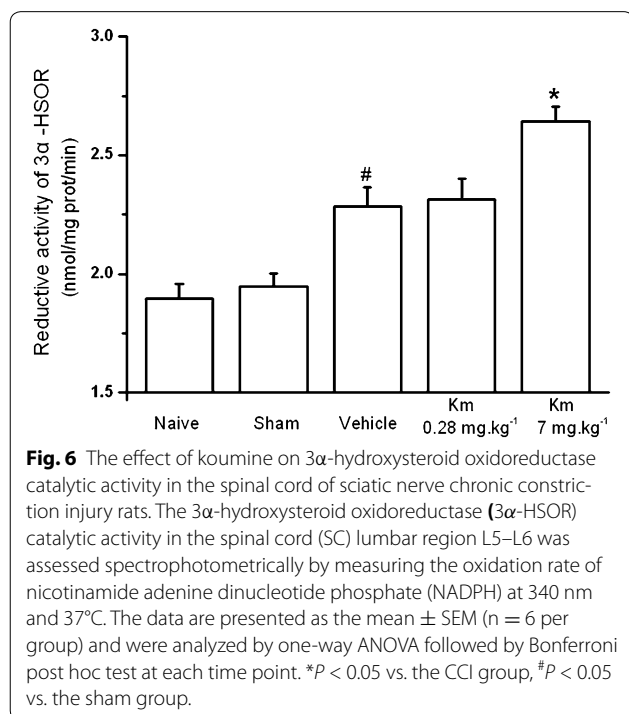 3.0
2.5
2.0
1.5
Reductive activity of 3α -HSOR
(nmol/mg prot/min)
#
*
Naive Sham Vehicle Km 0.28 mg.kg⁻¹ Km 7 mg.kg⁻¹
Fig. 6 The effect of koumine on 3α-hydroxysteroid oxidoreductase
catalytic activity in the spinal cord of sciatic nerve chronic constric-
tion injury rats. The 3α-hydroxysteroid oxidoreductase (3α-HSOR)
catalytic activity in the spinal cord (SC) lumbar region L5–L6 was
assessed spectrophotometrically by measuring the oxidation rate of
nicotinamide adenine dinucleotide phosphate (NADPH) at 340 nm
and 37°C. The data are presented as the mean ± SEM (n = 6 per
group) and were analyzed by one-way ANOVA followed by Bonferroni
post hoc test at each time point. *P < 0.05 vs. the CCI group, #P < 0.05
vs. the sham group.